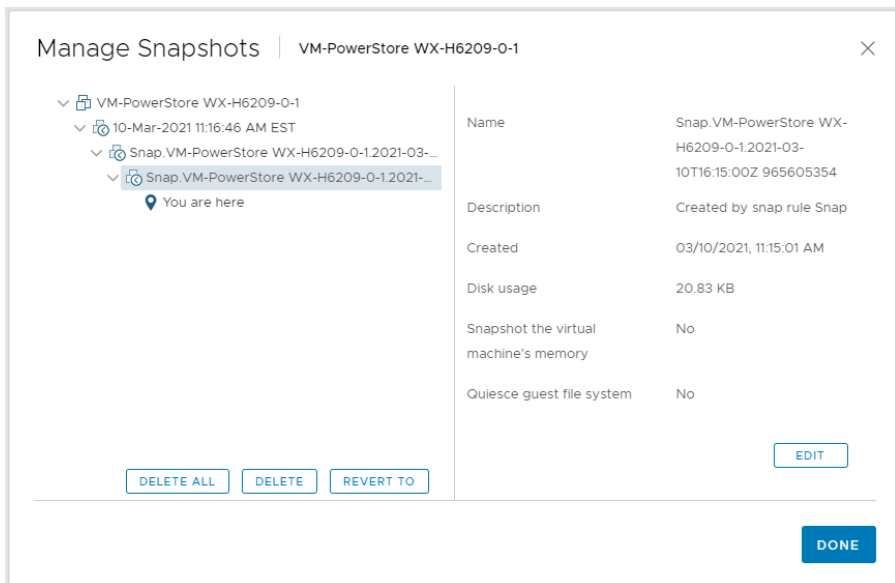 Manage Snapshots VM-PowerStore WX-H6209-0-1
VM-PowerStore WX-H6209-0-1
10-Mar-2021 11:16:46 AM EST
Snap.VM-PowerStore WX-H6209-0-1.2021-03-...
Snap.VM-PowerStore WX-H6209-0-1.2021-...
You are here
DELETE ALL DELETE REVERT TO
Name Snap.VM-PowerStore WX-
H6209-0-1.2021-03-
10T16:15:00Z 965605354
Description Created by snap rule Snap
Created 03/10/2021, 11:15:01 AM
Disk usage 20.83 KB
Snapshot the virtual No
machine's memory
Quiesce guest file system No
EDIT
DONE